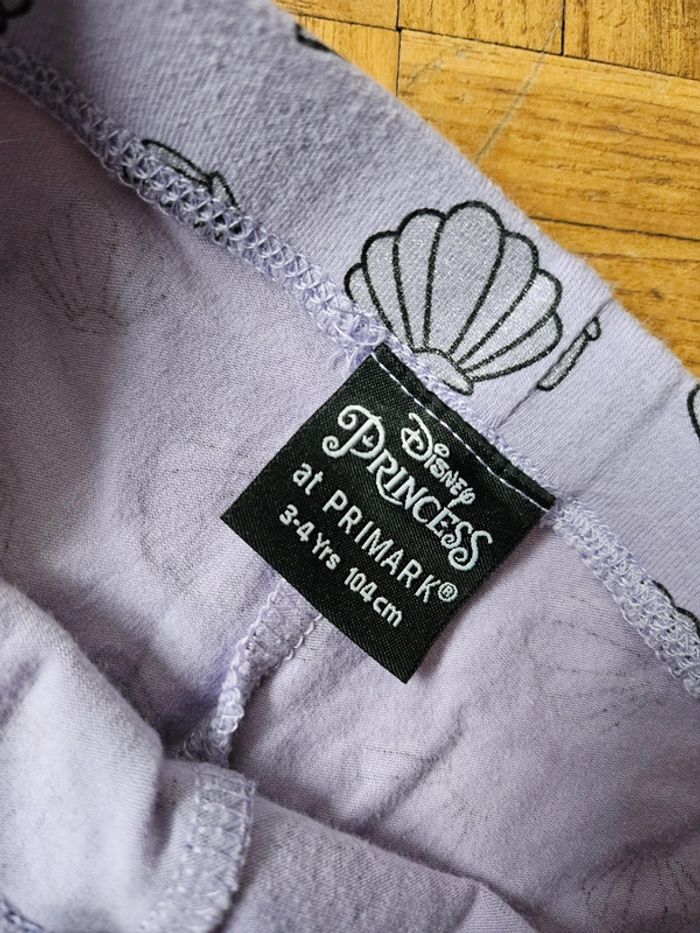 Disney
PRINCESS
at PRIMARK®
3-4 Yrs 104cm